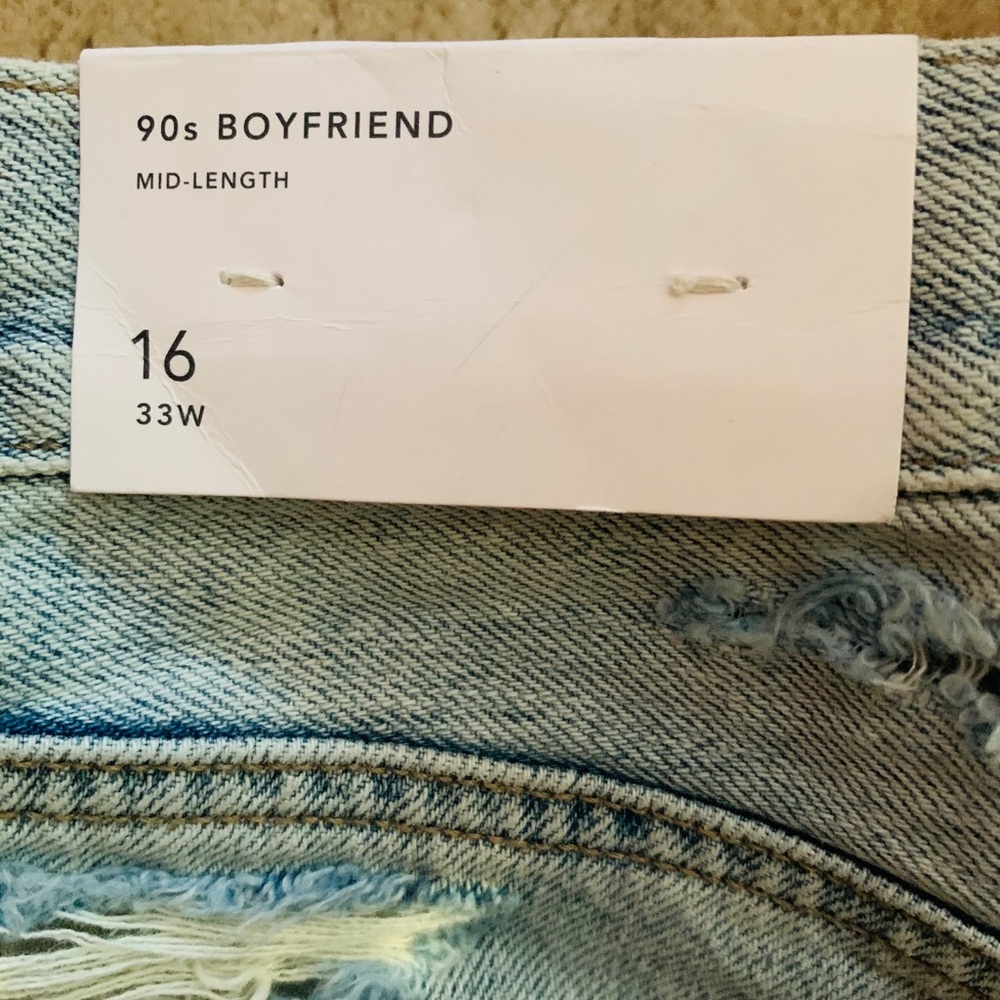 90s BOYFRIEND
MID-LENGTH
16
33W